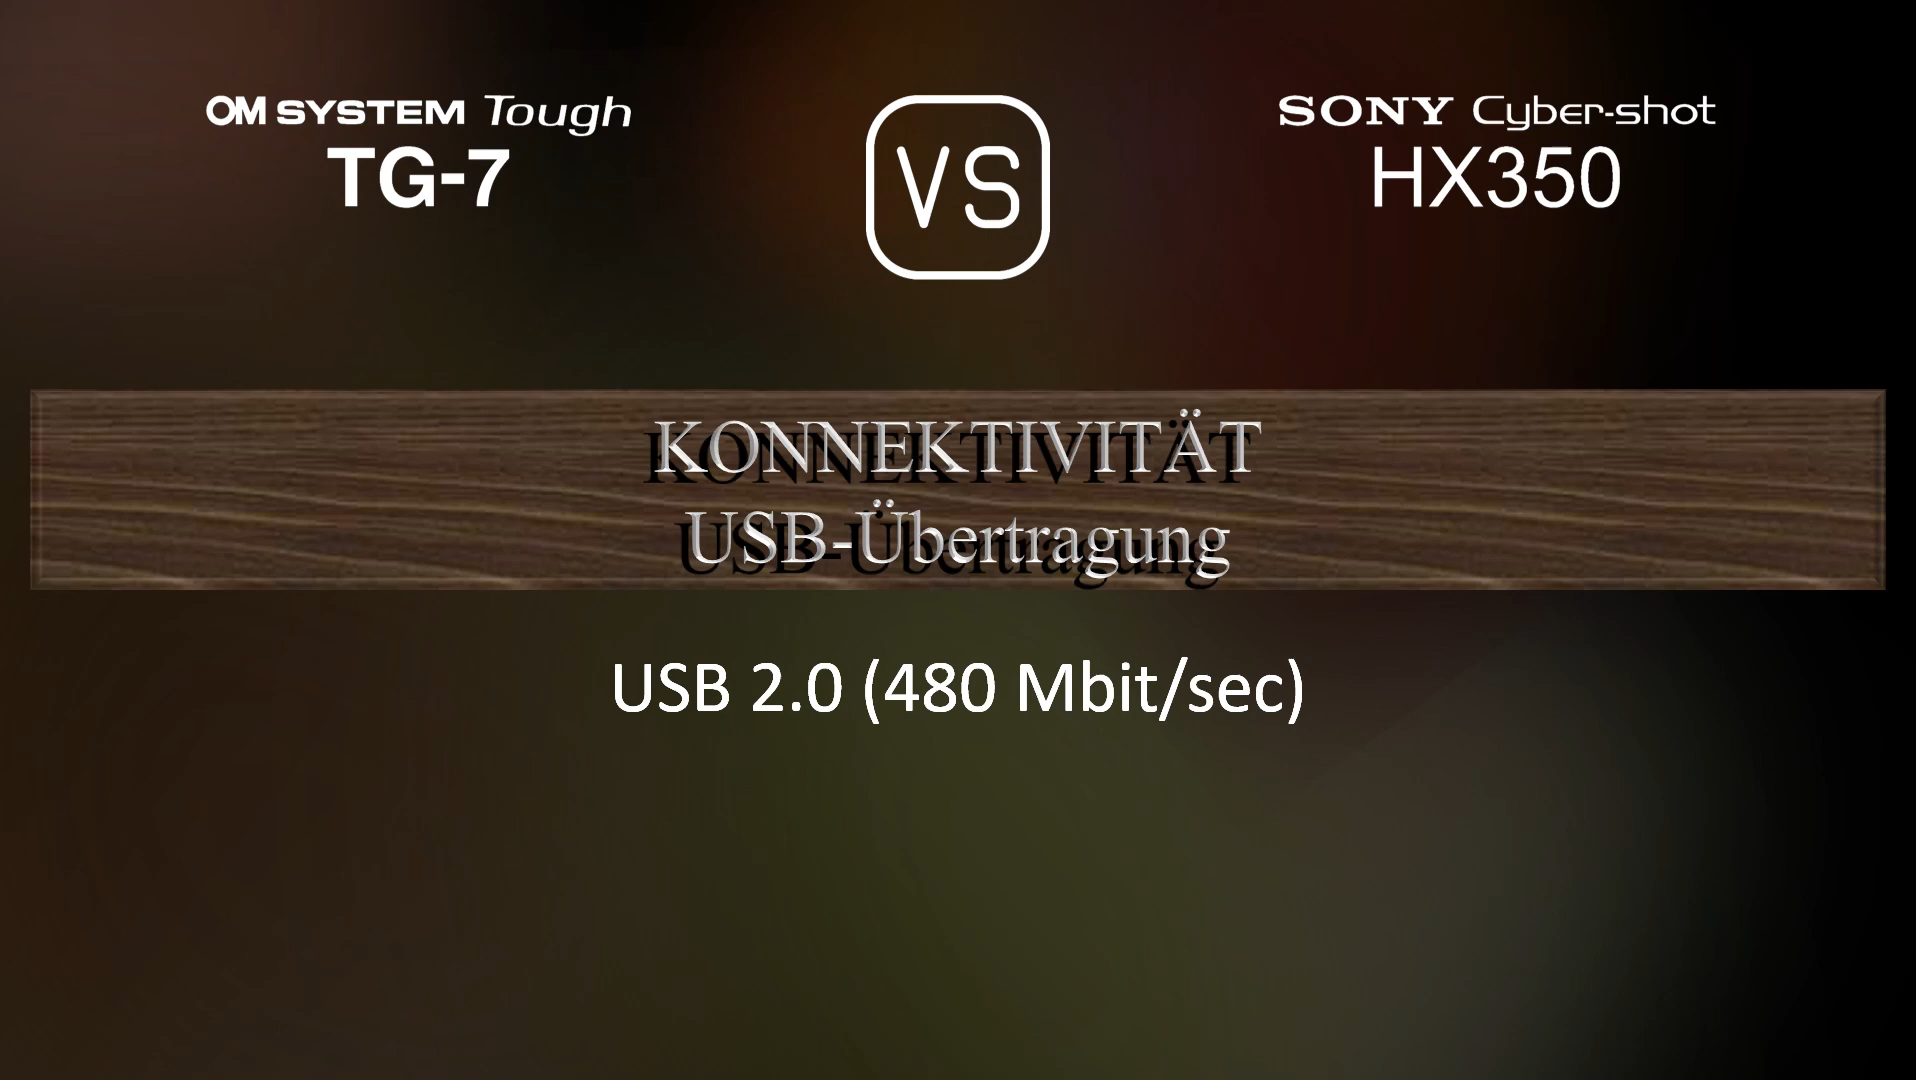 OM SYSTEM Tough
TG-7
VS
SONY Cyber-shot
HX350
KONNEKTIVITÄT
USB-Übertragung
USB 2.0 (480 Mbit/sec)